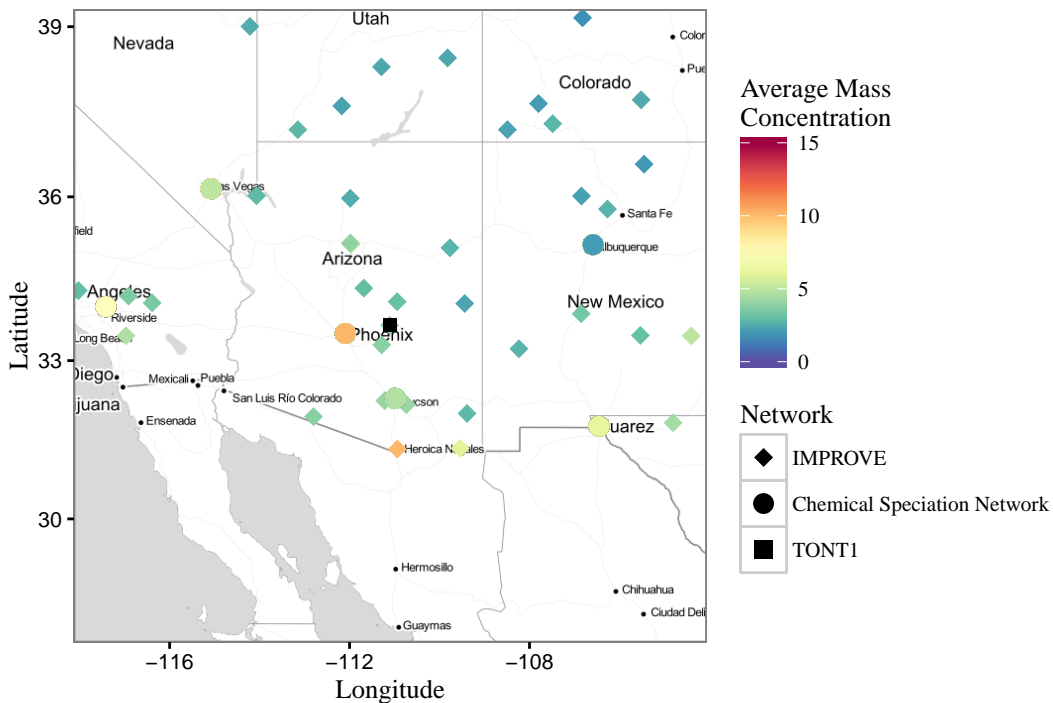 39
36
33
30
Latitude
−116
−112
−108
Longitude
Utah
Nevada
Colorado
Color
Pue
as Vegas
Santa Fe
field
Albuquerque
Arizona
Angeles
Riverside
New Mexico
Long Beach
Phoenix
Diego
Mexicali
Puebla
San Luis Río Colorado
ucson
ijuana
Ensenada
uarez
Heroica Nogales
Hermosillo
Chihuahua
Ciudad Deli
Guaymas
Average Mass
Concentration
15
10
5
0
Network
IMPROVE
Chemical Speciation Network
TONT1